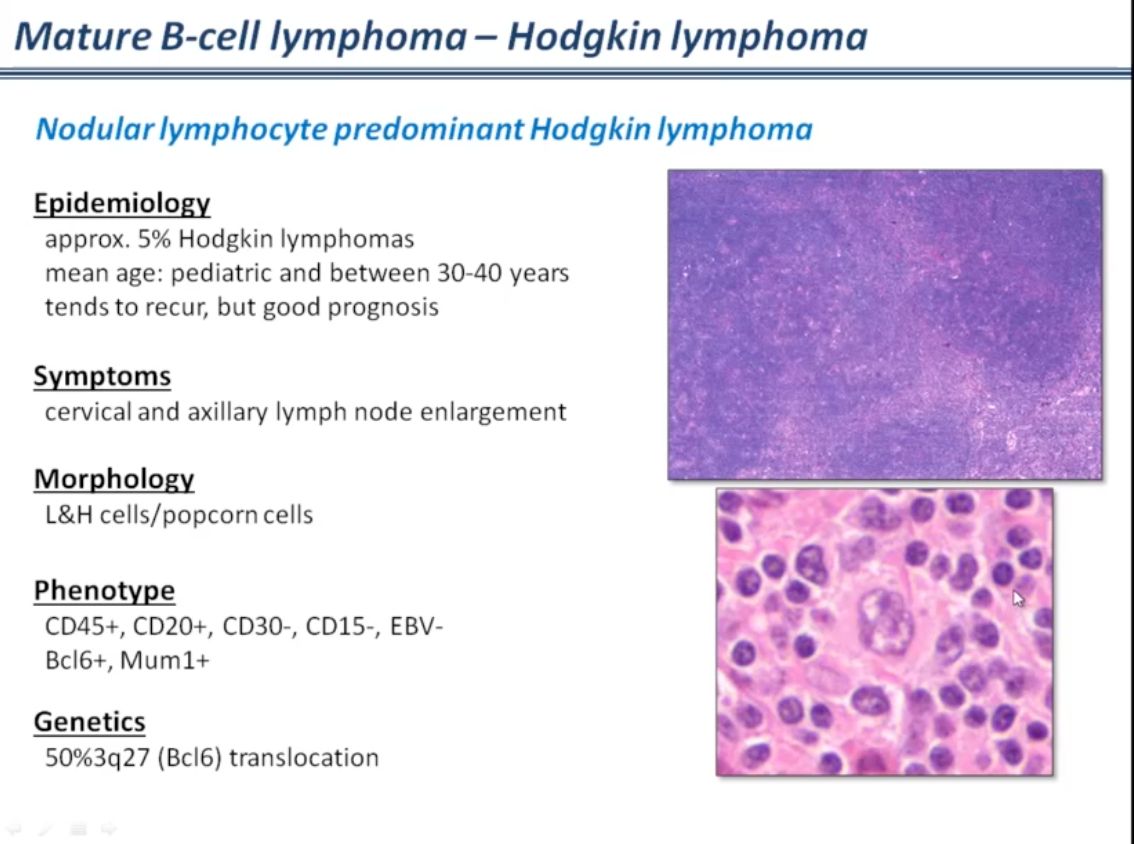 Mature B-cell lymphoma – Hodgkin lymphoma
Nodular lymphocyte predominant Hodgkin lymphoma
Epidemiology
approx. 5% Hodgkin lymphomas
mean age: pediatric and between 30-40 years
tends to recur, but good prognosis
Symptoms
cervical and axillary lymph node enlargement
Morphology
L&H cells/popcorn cells
Phenotype
CD45+, CD20+, CD30-, CD15-, EBV-
Bcl6+, Mum1+
Genetics
50%3q27 (Bcl6) translocation